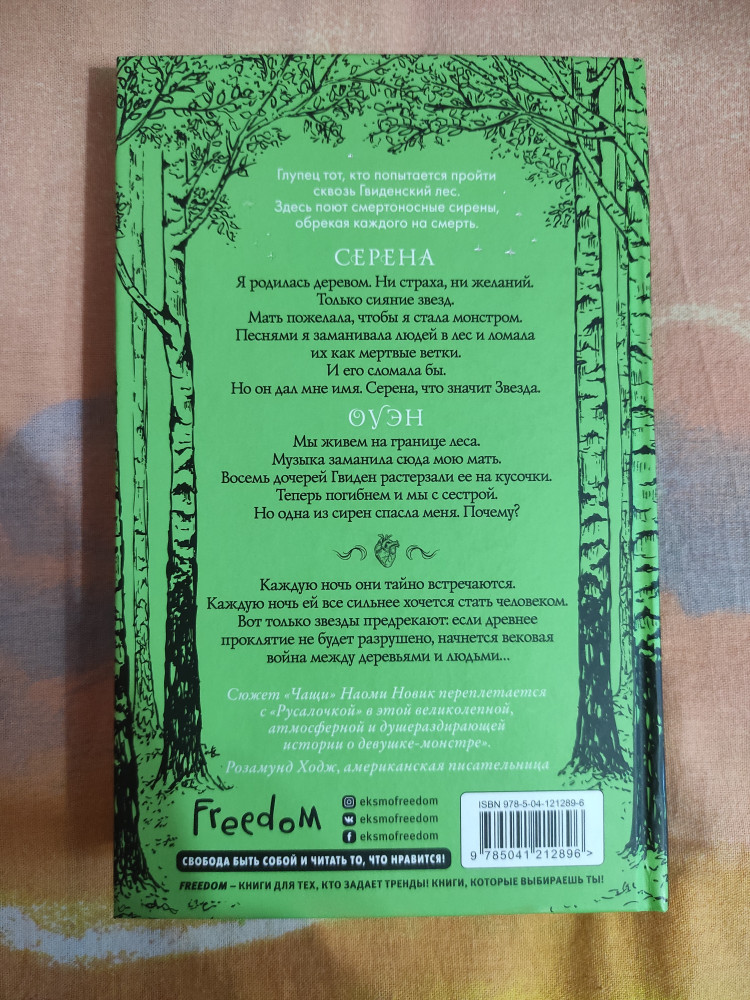 Глупец тот, кто попытается пройти
сквозь Гвиденский лес.
Здесь поют смертоносные сирены,
обрекая каждого на смерть.
СЕРЕНА
Я родилась деревом. Ни страха, ни желаний.
Только сияние звезд.
Мать пожелала, чтобы я стала монстром.
Песнями я заманивала людей в лес и ломала
их как мертвые ветки.
И его сломала бы.
Но он дал мне имя. Серена, что значит Звезда.
ОУЭН
Мы живем на границе леса.
Музыка заманила сюда мою мать.
Восемь дочерей Гвиден растерзали ее на кусочки.
Теперь погибнем и мы с сестрой.
Но одна из сирен спасла меня. Почему?
Каждую ночь они тайно встречаются.
Каждую ночь ей все сильнее хочется стать человеком.
Вот только звезды предрекают: если древнее
проклятие не будет разрушено, начнется вековая
война между деревьями и людьми...
Сюжет «Чащи» Наоми Новик переплетается
с «Русалочкой» в этой великолепной,
атмосферной и душераздирающей
истории о девушке-монстре».
Розамунд Ходж, американская писательница
Freedom
eksmofreedom
eksmofreedom
eksmofreedom
ISBN 978-5-04-121289-6
9 785041 212896 >
СВОБОДА БЫТЬ СОБОЙ И ЧИТАТЬ ТО, ЧТО НРАВИТСЯ!
FREEDOM – КНИГИ ДЛЯ ТЕХ, КТО ЗАДАЕТ ТРЕНДЫ! КНИГИ, КОТОРЫЕ ВЫБИРАЕШЬ ТЫ!